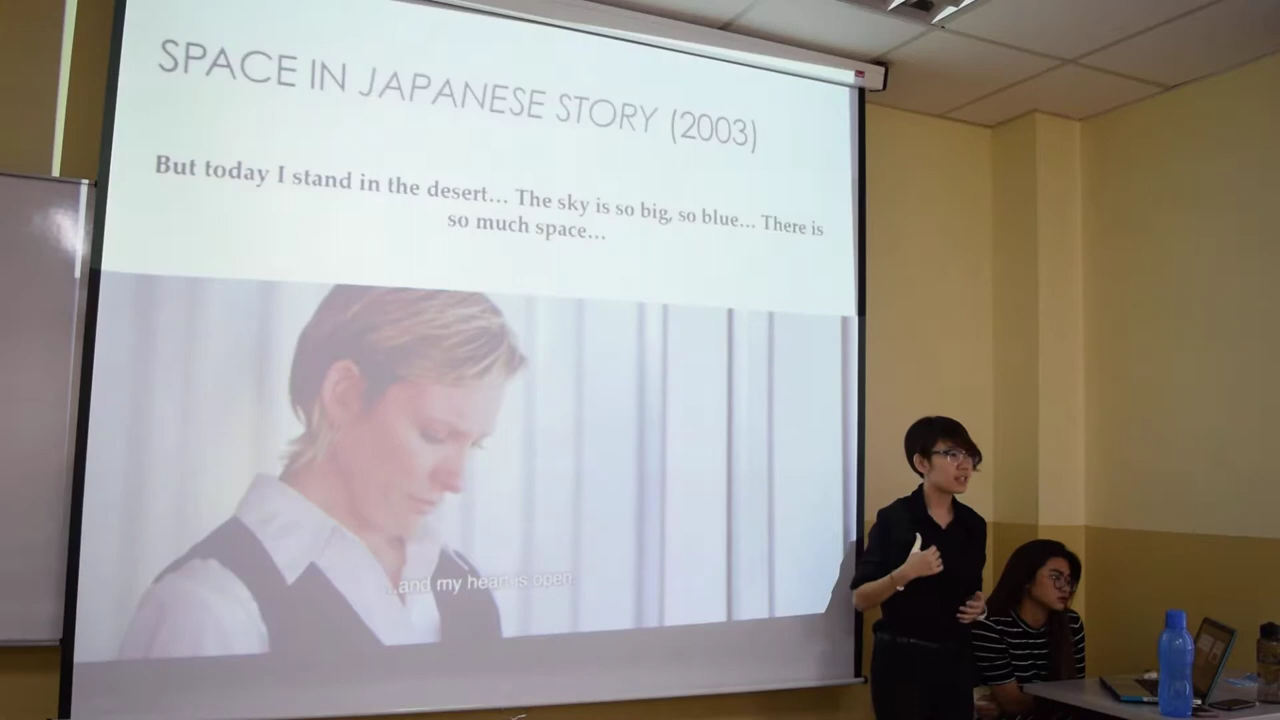 SPACE IN JAPANESE STORY (2003)
But today I stand in the desert… The sky is so big, so blue… There is
so much space…
...and my heart is open